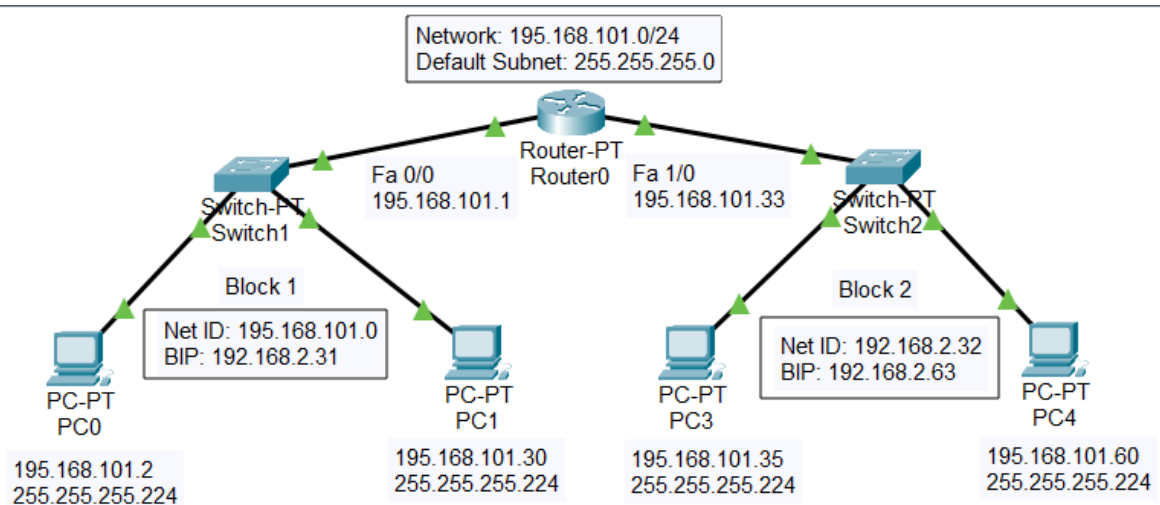 Network: 195.168.101.0/24
Default Subnet: 255.255.255.0
Router-PT
Router0
Fa 0/0
195.168.101.1
Fa 1/0
195.168.101.33
Switch-PT
Switch1
Switch-PT
Switch2
Block 1
Net ID: 195.168.101.0
BIP: 192.168.2.31
Block 2
Net ID: 192.168.2.32
BIP: 192.168.2.63
PC-PT
PC0
195.168.101.2
255.255.255.224
PC-PT
PC1
195.168.101.30
255.255.255.224
PC-PT
PC3
195.168.101.35
255.255.255.224
PC-PT
PC4
195.168.101.60
255.255.255.224